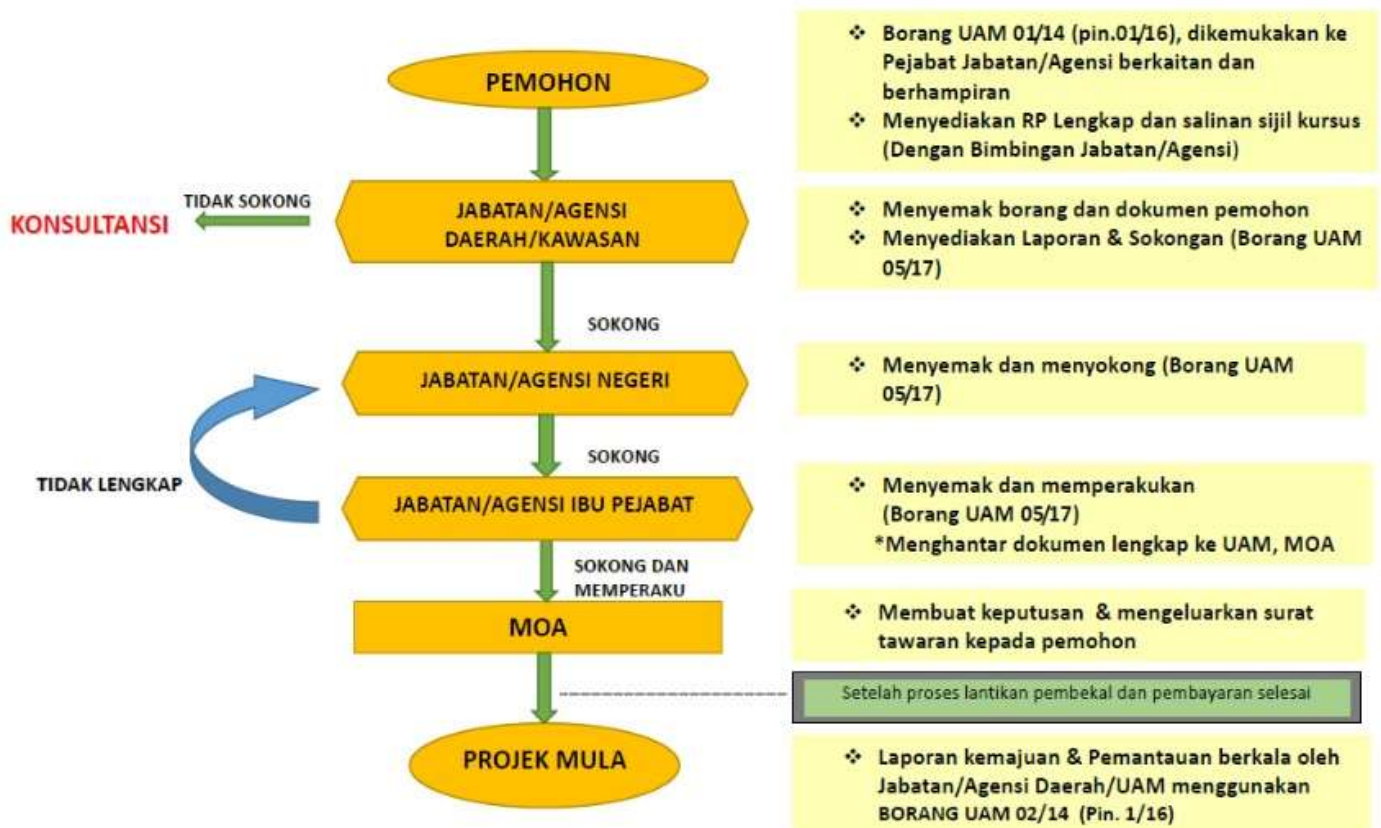 PEMOHON
❖ Borang UAM 01/14 (pin.01/16), dikemukakan ke
Pejabat Jabatan/Agensi berkaitan dan
berhampiran
❖ Menyediakan RP Lengkap dan salinan sijil kursus
(Dengan Bimbingan Jabatan/Agensi)
KONSULTANSI
TIDAK SOKONG
JABATAN/AGENSI
DAERAH/KAWASAN
❖ Menyemak borang dan dokumen pemohon
❖ Menyediakan Laporan & Sokongan (Borang UAM
05/17)
SOKONG
JABATAN/AGENSI NEGERI
❖ Menyemak dan menyokong (Borang UAM
05/17)
SOKONG
TIDAK LENGKAP
JABATAN/AGENSI IBU PEJABAT
❖ Menyemak dan memperakukan
(Borang UAM 05/17)
*Menghantar dokumen lengkap ke UAM, MOA
SOKONG DAN
MEMPERAKU
MOA
❖ Membuat keputusan & mengeluarkan surat
tawaran kepada pemohon
Setelah proses lantikan pembekal dan pembayaran selesai
PROJEK MULA
❖ Laporan kemajuan & Pemantauan berkala oleh
Jabatan/Agensi Daerah/UAM menggunakan
BORANG UAM 02/14 (Pin. 1/16)